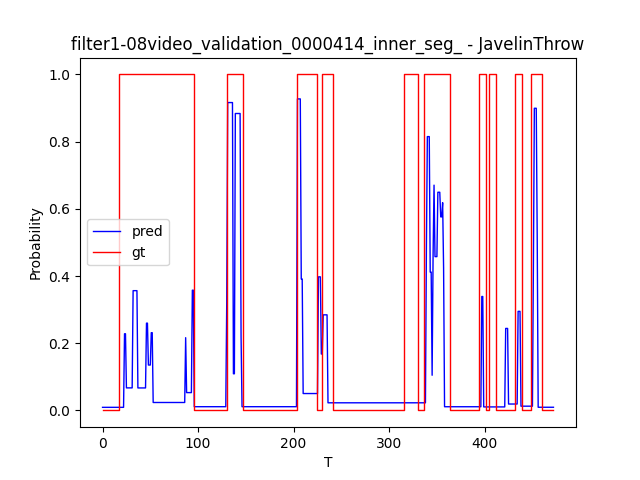 filter1-08video_validation_0000414_inner_seg_ - JavelinThrow
1.0
0.8
0.6
0.4
0.2
0.0
Probability
pred
gt
0
100
200
300
400
T